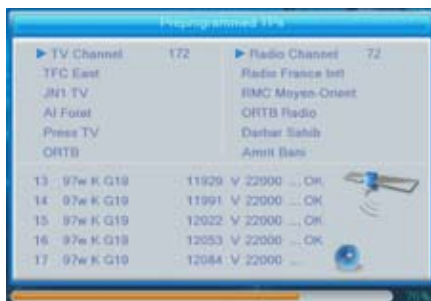 Preprogrammed TPs
TV Channel 172
TFC East
JN1 TV
Al Forat
Press TV
ORTB
Radio Channel 72
Radio France Intl
RMC Moyen-Orient
ORTB Radio
Darbar Sahib
Amrit Bani
13 97w K G19 11929 V 22000 ... OK
14 97w K G19 11991 V 22000 ... OK
15 97w K G19 12022 V 22000 ... OK
16 97w K G19 12053 V 22000 ... OK
17 97w K G19 12084 V 22000 ...